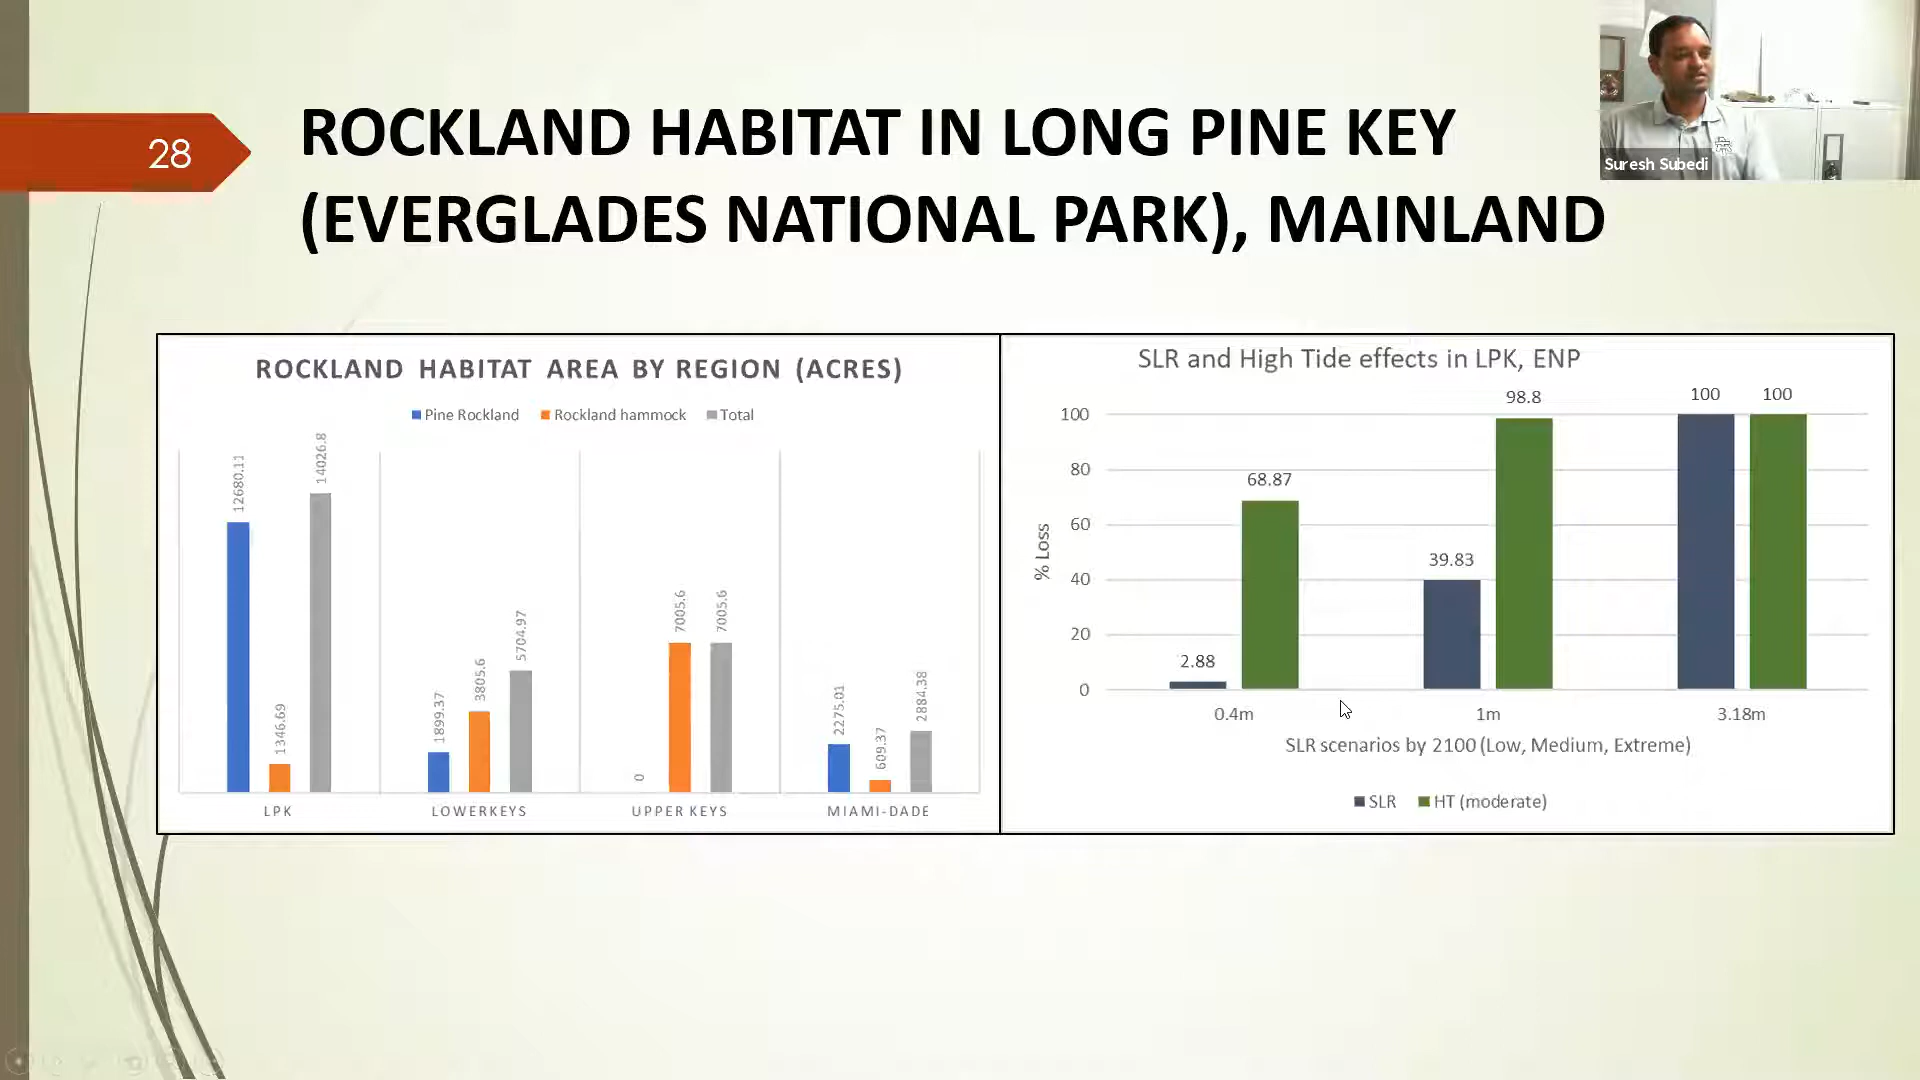 28
ROCKLAND HABITAT IN LONG PINE KEY
(EVERGLADES NATIONAL PARK), MAINLAND
Suresh Subedi
ROCKLAND HABITAT AREA BY REGION (ACRES)
Pine Rockland Rockland hammock Total
12680.11
1346.69
14026.8
1899.37
3805.6
5704.97
0
7005.6
7005.6
2275.01
609.37
2884.38
LPK LOWERKEYS UPPER KEYS MIAMI-DADE
SLR and High Tide effects in LPK, ENP
% Loss
100
80
60
40
20
0
2.88
68.87
39.83
98.8
100
100
0.4m 1m 3.18m
SLR scenarios by 2100 (Low, Medium, Extreme)
SLR HT (moderate)